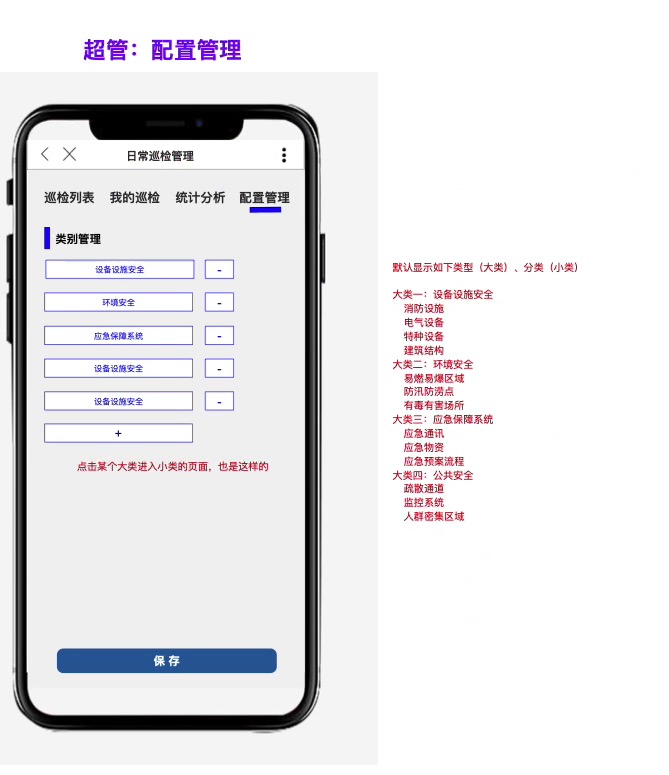 超管：配置管理
日常巡检管理
巡检列表 我的巡检 统计分析 配置管理
类别管理
设备设施安全 -
环境安全 -
应急保障系统 -
设备设施安全 -
设备设施安全 -
+
点击某个大类进入小类的页面，也是这样的
保存
默认显示如下类型（大类）、分类（小类）
大类一：设备设施安全
消防设施
电气设备
特种设备
建筑结构
大类二：环境安全
易燃易爆区域
防汛防涝点
有毒有害场所
大类三：应急保障系统
应急通讯
应急物资
应急预案流程
大类四：公共安全
疏散通道
监控系统
人群密集区域